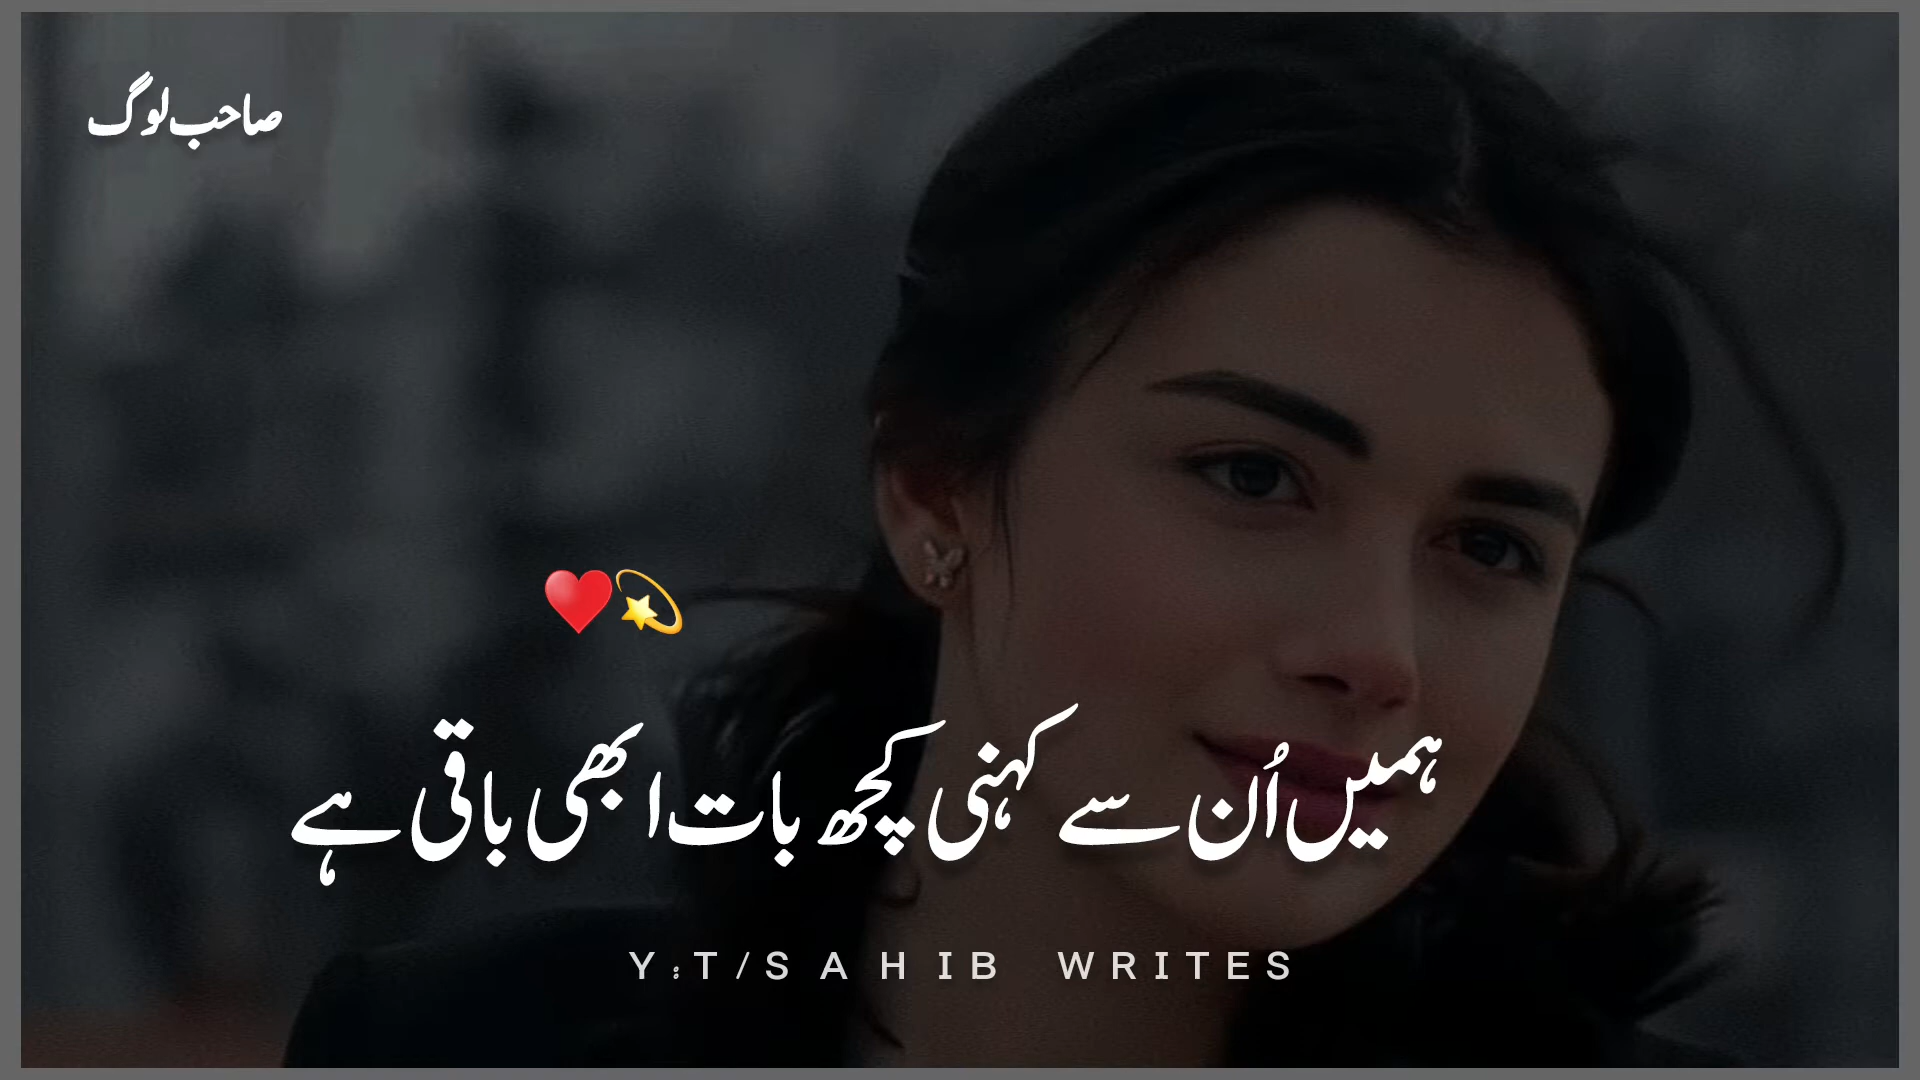 صاحب لوگ
♥️💫
ہمیں اُن سے کہنی کچھ بات ابھی باقی ہے
Y:T/SAHIB WRITES